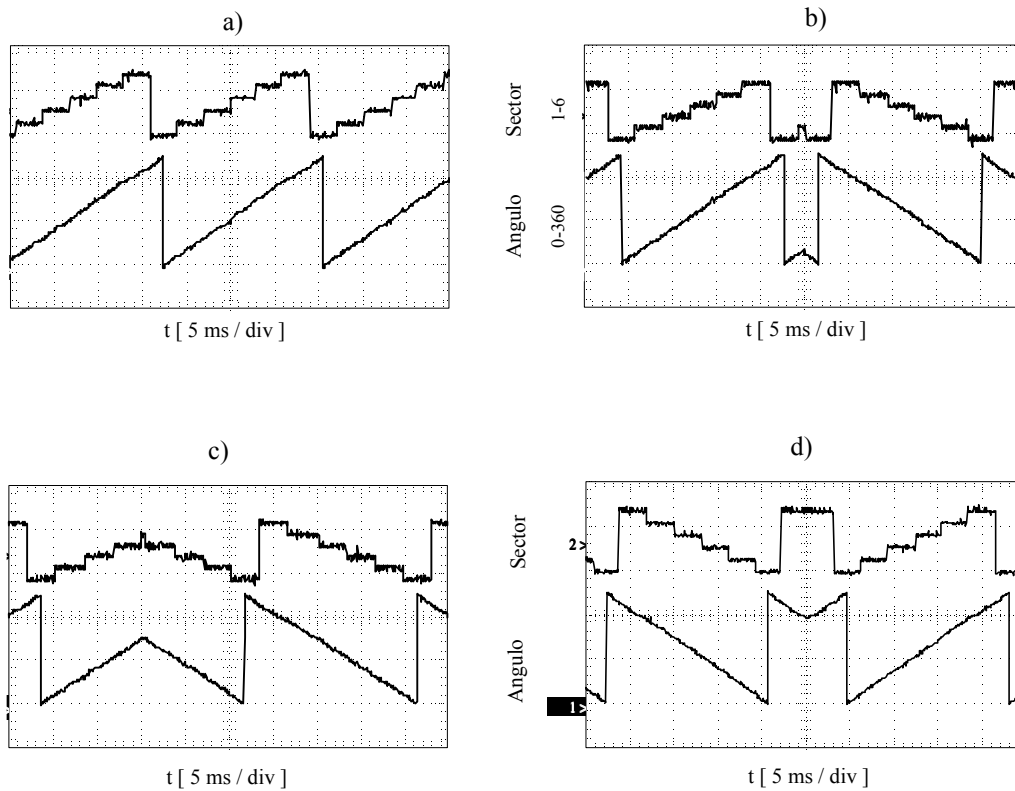 a)
t [ 5 ms / div ]
b)
Sector
1-6
Angulo
0-360
t [ 5 ms / div ]
c)
t [ 5 ms / div ]
d)
Sector
2>
Angulo
1>
t [ 5 ms / div ]